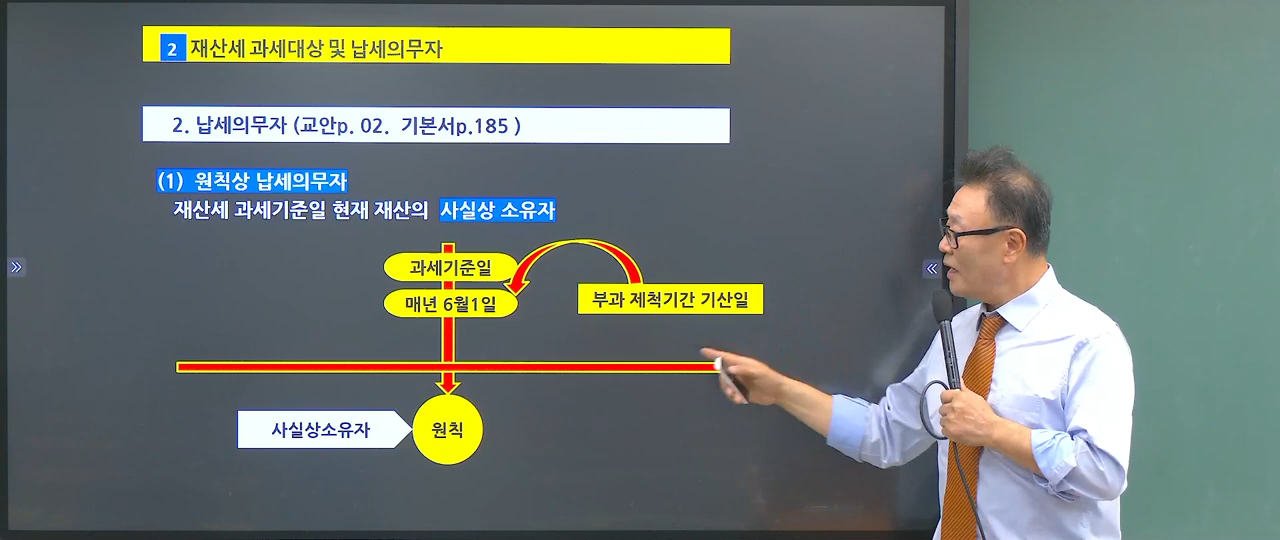 2 재산세 과세대상 및 납세의무자
2. 납세의무자 (교안p. 02. 기본서p.185 )
(1) 원칙상 납세의무자
재산세 과세기준일 현재 재산의 사실상 소유자
과세기준일
매년 6월1일
부과 제척기간 기산일
사실상소유자
원칙